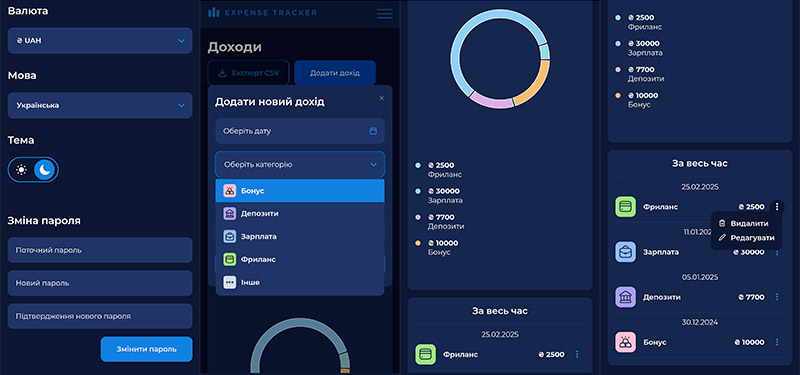 Валюта
₴ UAH
Мова
Українська
Тема
Зміна пароля
Поточний пароль
Новий пароль
Підтвердження нового пароля
Змінити пароль
EXPENSE TRACKER
Доходи
Експорт CSV
Додати дохід
Додати новий дохід
Оберіть дату
Оберіть категорію
Бонус
Депозити
Зарплата
Фриланс
Інше
₴ 2500
Фриланс
₴ 30000
Зарплата
₴ 7700
Депозити
₴ 10000
Бонус
За весь час
25.02.2025
Фриланс ₴ 2500
₴ 2500
Фриланс
₴ 30000
Зарплата
₴ 7700
Депозити
₴ 10000
Бонус
За весь час
25.02.2025
Фриланс ₴ 2500
Видалити
Редагувати
11.01.202
Зарплата ₴ 30000
05.01.2025
Депозити ₴ 7700
30.12.2024
Бонус ₴ 10000